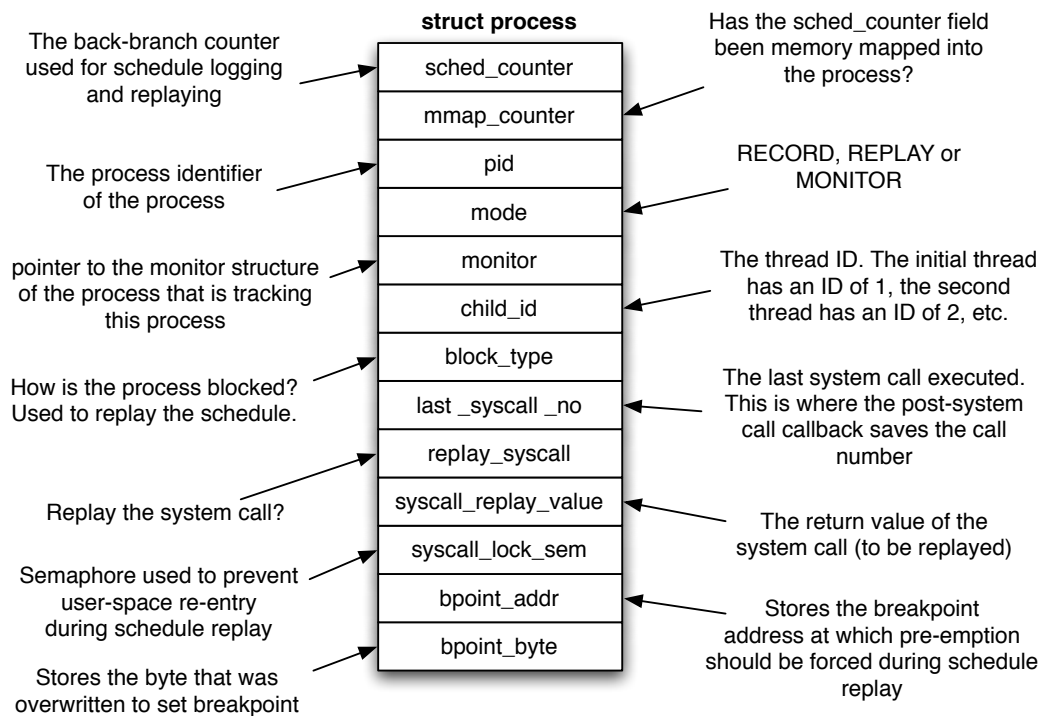 struct process
The back-branch counter
used for schedule logging
and replaying
sched_counter
Has the sched_counter field
been memory mapped into
the process?
mmap_counter
The process identifier
of the process
pid
RECORD, REPLAY or
MONITOR
mode
pointer to the monitor structure
of the process that is tracking
this process
monitor
The thread ID. The initial thread
has an ID of 1, the second
thread has an ID of 2, etc.
child_id
How is the process blocked?
Used to replay the schedule.
block_type
The last system call executed.
This is where the post-system
call callback saves the call
number
last _syscall _no
Replay the system call?
replay_syscall
syscall_replay_value
The return value of the
system call (to be replayed)
Semaphore used to prevent
user-space re-entry
during schedule replay
syscall_lock_sem
bpoint_addr
Stores the breakpoint
address at which pre-emption
should be forced during schedule
replay
Stores the byte that was
overwritten to set breakpoint
bpoint_byte